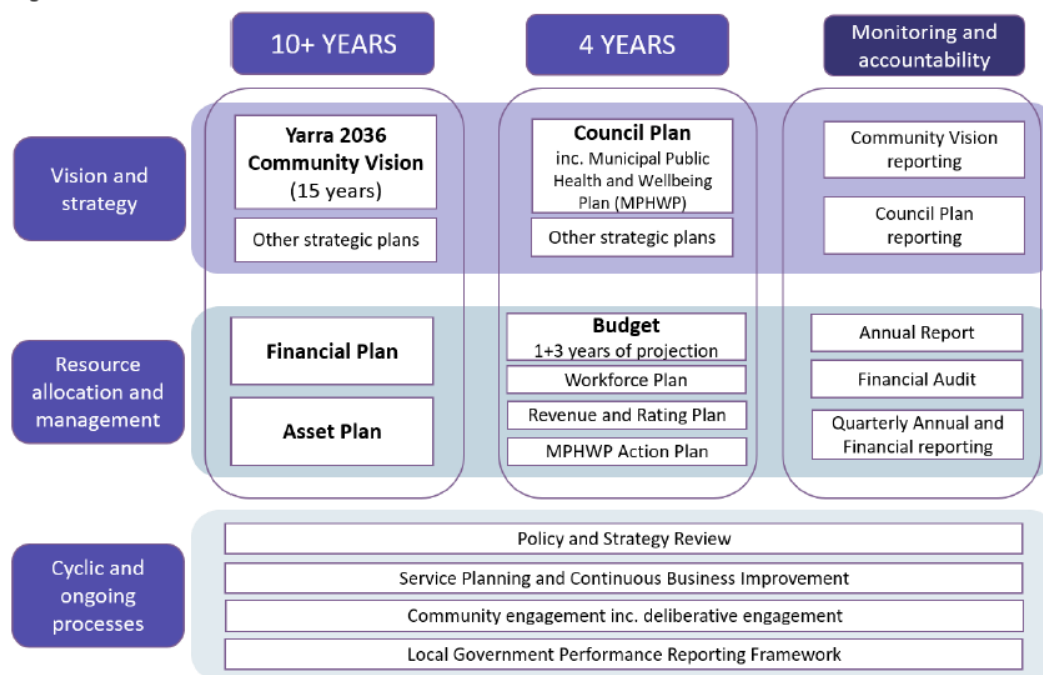 10+ YEARS
4 YEARS
Monitoring and
accountability
Vision and
strategy
Yarra 2036
Community Vision
(15 years)
Other strategic plans
Council Plan
inc. Municipal Public
Health and Wellbeing
Plan (MPHWP)
Other strategic plans
Community Vision
reporting
Council Plan
reporting
Resource
allocation and
management
Financial Plan
Asset Plan
Budget
1+3 years of projection
Workforce Plan
Revenue and Rating Plan
MPHWP Action Plan
Annual Report
Financial Audit
Quarterly Annual and
Financial reporting
Cyclic and
ongoing
processes
Policy and Strategy Review
Service Planning and Continuous Business Improvement
Community engagement inc. deliberative engagement
Local Government Performance Reporting Framework